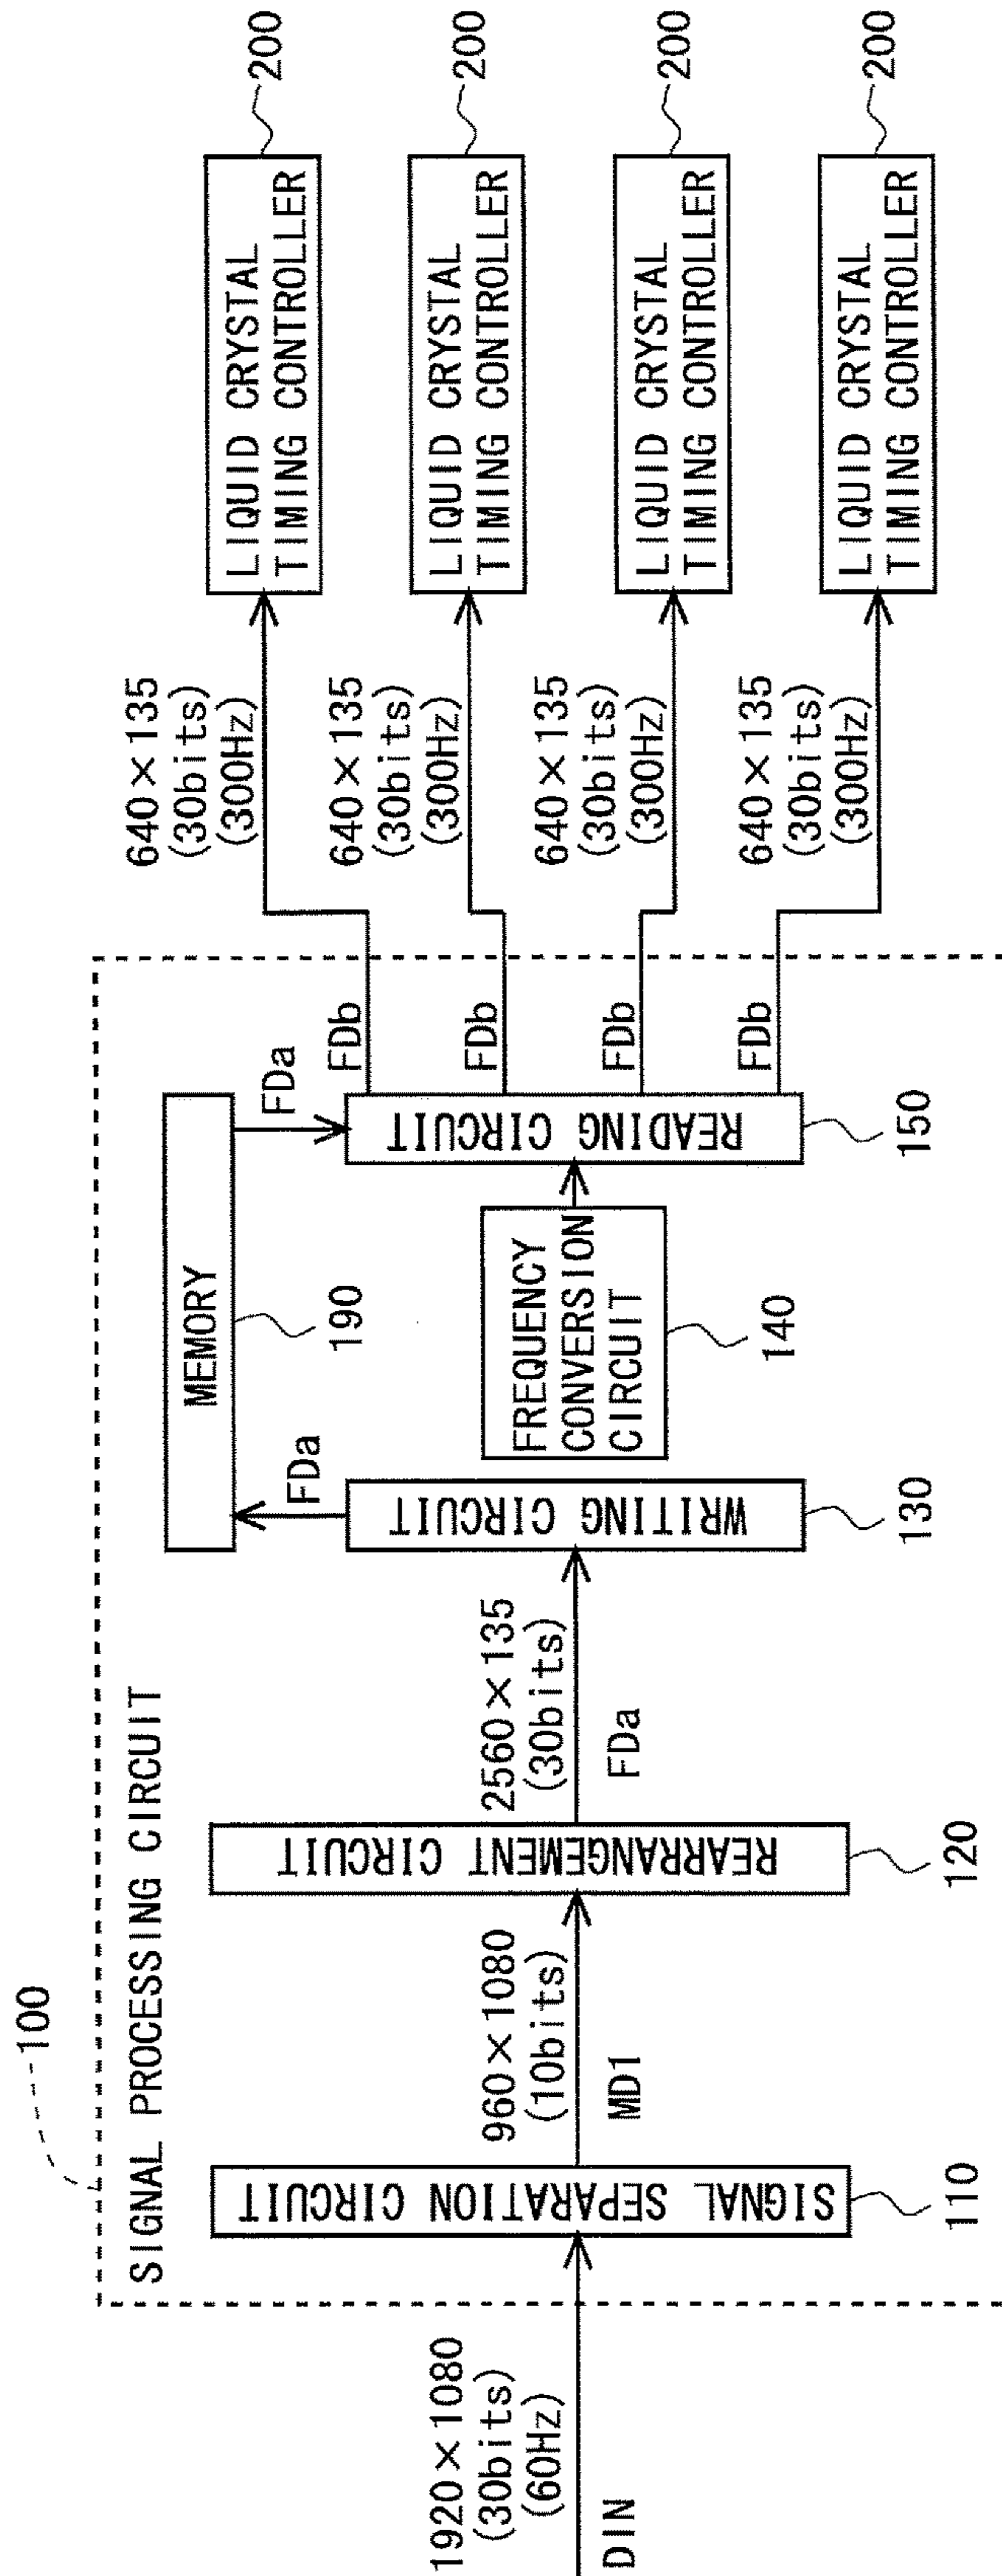 100
SIGNAL PROCESSING CIRCUIT
1920×1080
(30bits)
(60Hz)
DIN
SIGNAL SEPARATION CIRCUIT
110
960×1080
(10bits)
MD1
REARRANGEMENT CIRCUIT
120
2560×135
(30bits)
FDa
WRITING CIRCUIT
130
FDa
MEMORY
190
FREQUENCY
CONVERSION
CIRCUIT
140
FDa
READING CIRCUIT
150
FDb
FDb
FDb
FDb
640×135
(30bits)
(300Hz)
640×135
(30bits)
(300Hz)
640×135
(30bits)
(300Hz)
640×135
(30bits)
(300Hz)
LIQUID CRYSTAL
TIMING CONTROLLER
200
LIQUID CRYSTAL
TIMING CONTROLLER
200
LIQUID CRYSTAL
TIMING CONTROLLER
200
LIQUID CRYSTAL
TIMING CONTROLLER
200